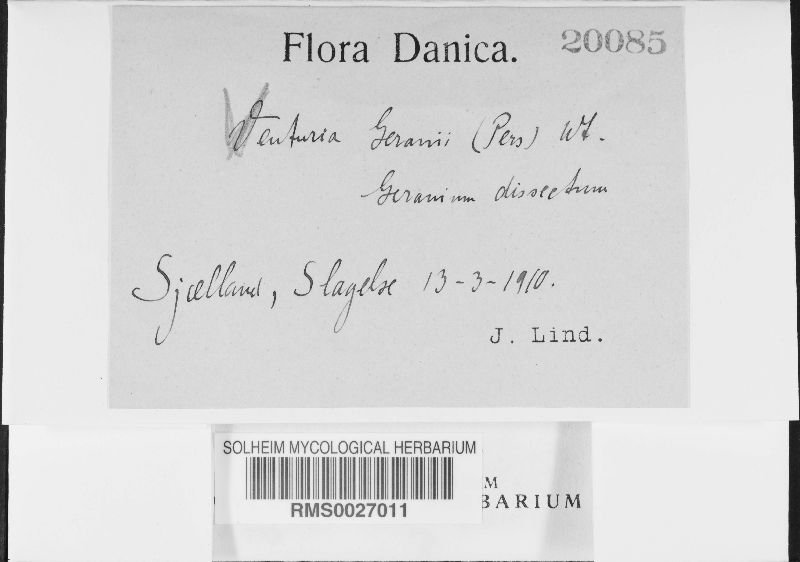 Flora Danica. 20085
Venturia Geranii (Pers) Wt.
Geranium dissectum
Sjælland, Slagelse 13-3-1910.
J. Lind.
SOLHEIM MYCOLOGICAL HERBARIUM
RMS0027011
M
BARIUM